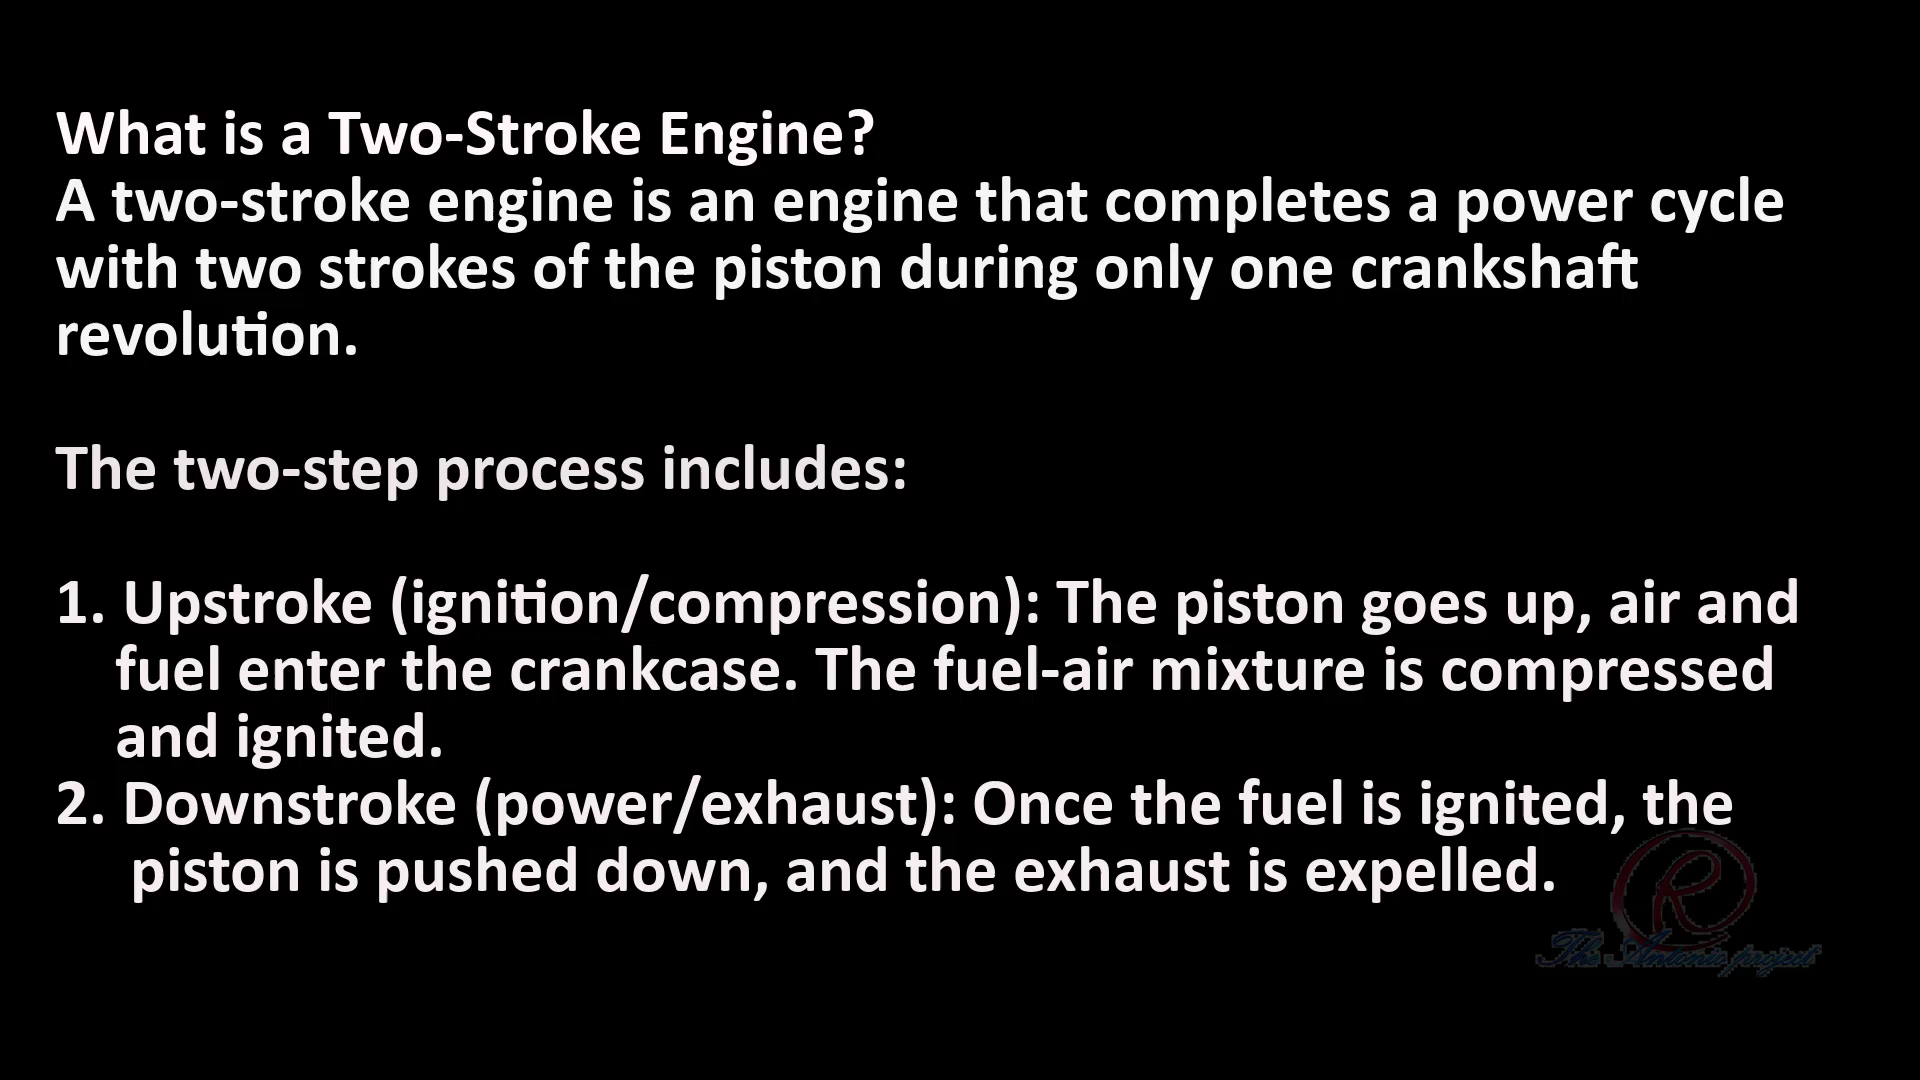 What is a Two-Stroke Engine?
A two-stroke engine is an engine that completes a power cycle
with two strokes of the piston during only one crankshaft
revolution.
The two-step process includes:
1. Upstroke (ignition/compression): The piston goes up, air and
fuel enter the crankcase. The fuel-air mixture is compressed
and ignited.
2. Downstroke (power/exhaust): Once the fuel is ignited, the
piston is pushed down, and the exhaust is expelled.
R
The Antonio project